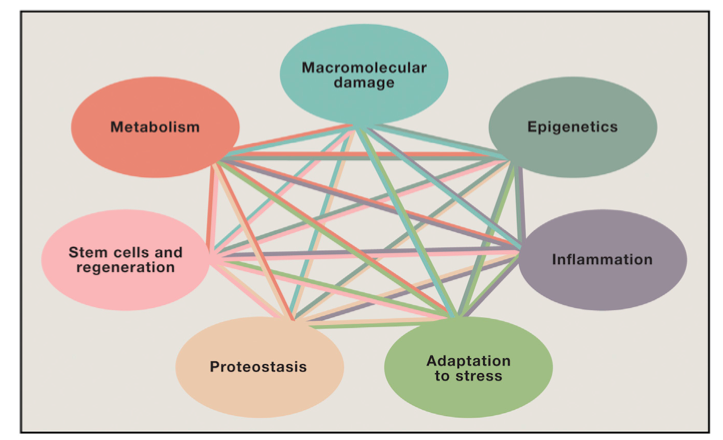 Macromolecular
damage
Metabolism
Epigenetics
Stem cells and
regeneration
Inflammation
Proteostasis
Adaptation
to stress